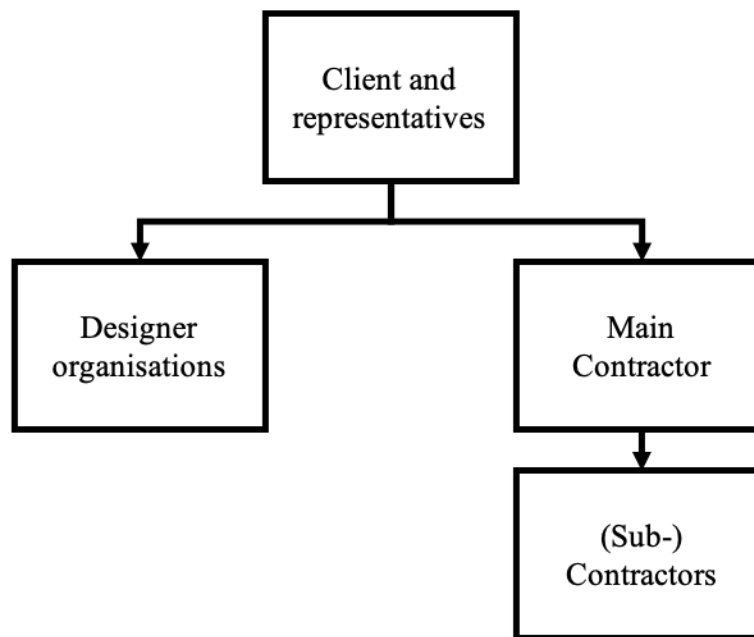 Client and
representatives
Designer
organisations
Main
Contractor
(Sub-)
Contractors